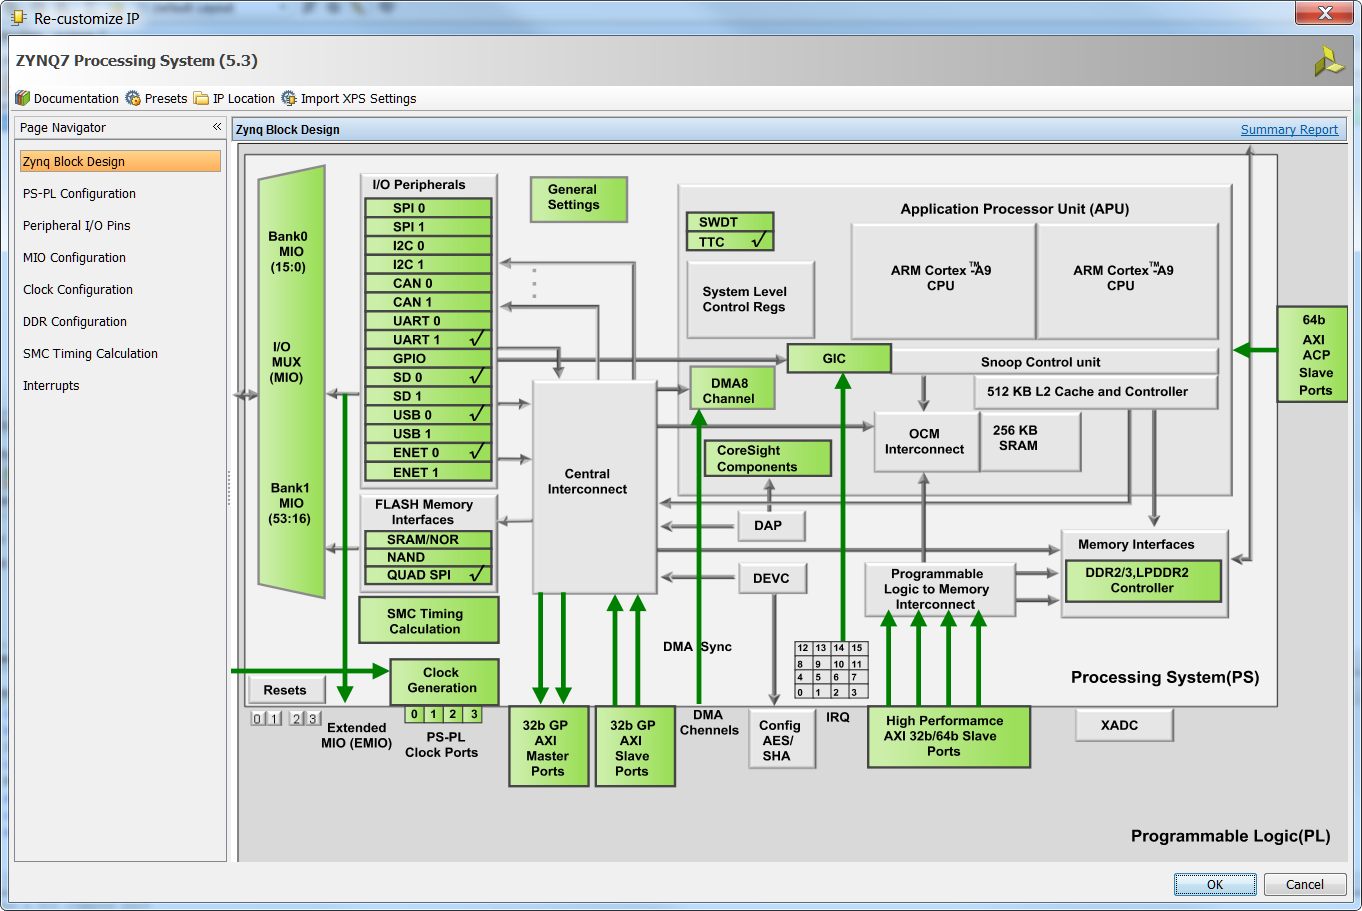 Re-customize IP
ZYNQ7 Processing System (5.3)
Documentation Presets IP Location Import XPS Settings
Page Navigator
«
Zynq Block Design
PS-PL Configuration
Peripheral I/O Pins
MIO Configuration
Clock Configuration
DDR Configuration
SMC Timing Calculation
Interrupts
Zynq Block Design
Summary Report
Bank0
MIO
(15:0)
I/O
MUX
(MIO)
Bank1
MIO
(53:16)
I/O Peripherals
SPI 0
SPI 1
I2C 0
I2C 1
CAN 0
CAN 1
UART 0
UART 1 ✓
GPIO
SD 0 ✓
SD 1
USB 0 ✓
USB 1
ENET 0 ✓
ENET 1
FLASH Memory
Interfaces
SRAM/NOR
NAND
QUAD SPI ✓
SMC Timing
Calculation
General
Settings
Application Processor Unit (APU)
SWDT
TTC ✓
System Level
Control Regs
ARM Cortex™-A9
CPU
ARM Cortex™-A9
CPU
GIC
Snoop Control unit
512 KB L2 Cache and Controller
DMA8
Channel
OCM
Interconnect
256 KB
SRAM
CoreSight
Components
Central
Interconnect
DAP
DEVC
Programmable
Logic to Memory
Interconnect
Memory Interfaces
DDR2/3,LPDDR2
Controller
64b
AXI
ACP
Slave
Ports
DMA Sync
12 13 14 15
8 9 10 11
4 5 6 7
0 1 2 3
IRQ
Processing System(PS)
Resets
0 1 2 3
Clock
Generation
0 1 2 3
Extended
MIO (EMIO)
PS-PL
Clock Ports
32b GP
AXI
Master
Ports
32b GP
AXI
Slave
Ports
DMA
Channels
Config
AES/
SHA
High Performamce
AXI 32b/64b Slave
Ports
XADC
Programmable Logic(PL)
OK
Cancel